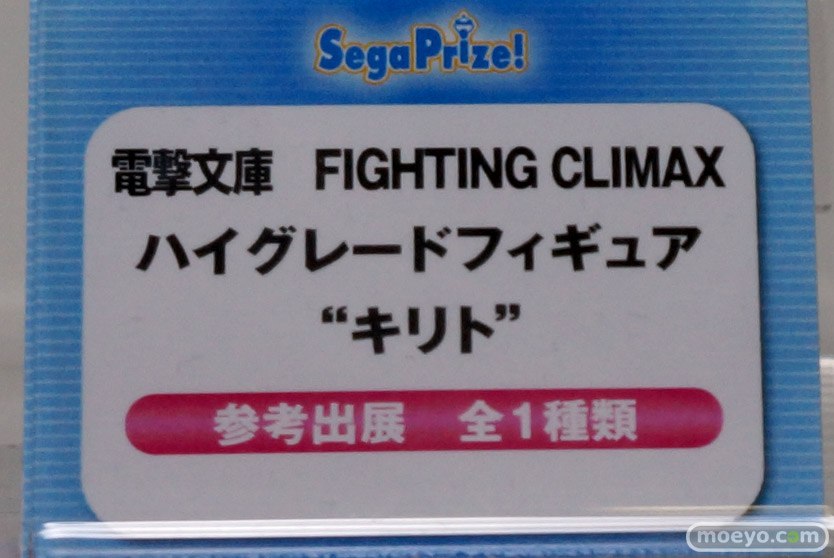 SegaPrize!
電撃文庫　FIGHTING CLIMAX
ハイグレードフィギュア
“キリト”
参考出展　全1種類
moeyo.com